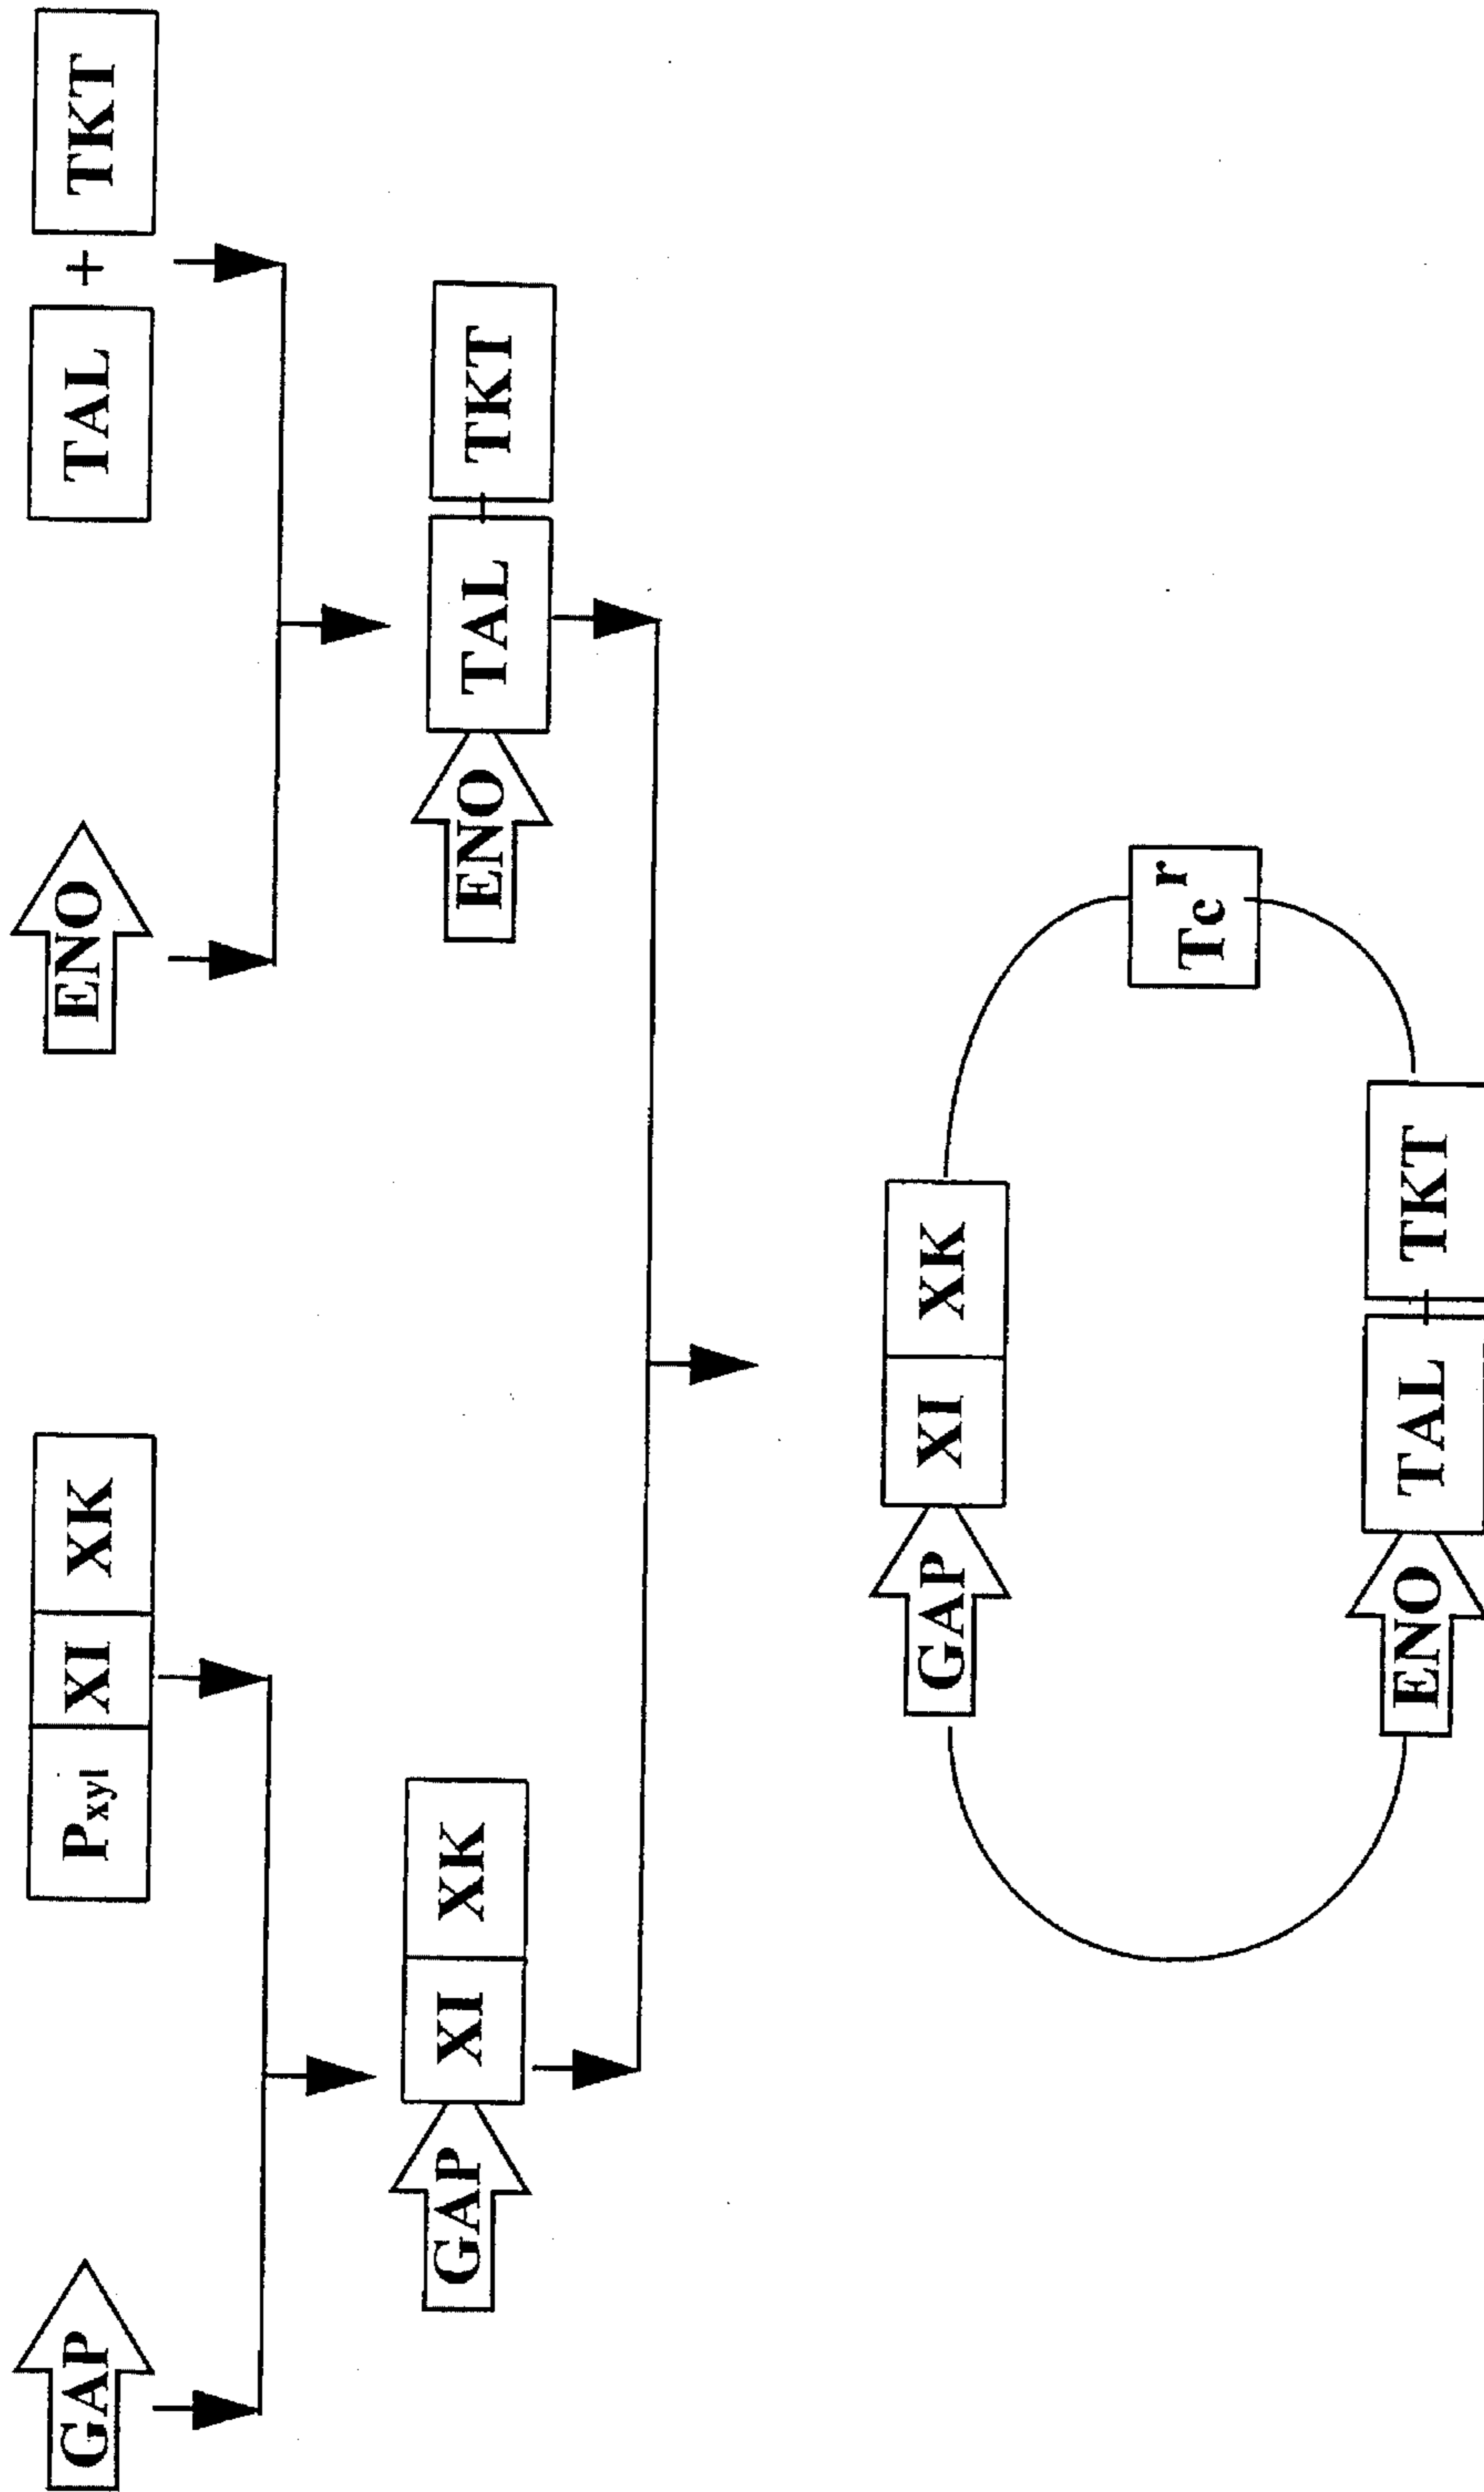 GAP
Pxyl XI XK
ENO
TAL + TKT
GAP XI XK
ENO TAL TKT
GAP XI XK
Tcr
ENO TAL TKT